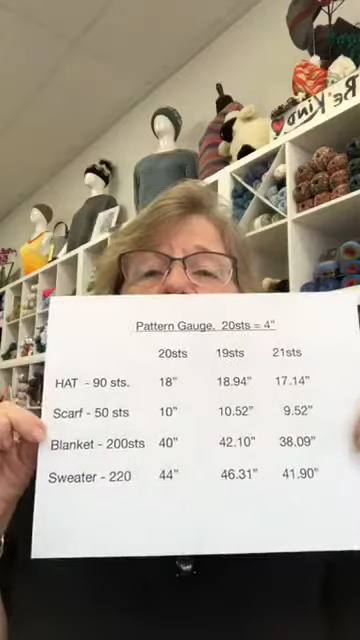 Be Kind
Pattern Gauge. 20sts = 4"
20sts 19sts 21sts
HAT - 90 sts. 18" 18.94" 17.14"
Scarf - 50 sts 10" 10.52" 9.52"
Blanket - 200sts 40" 42.10" 38.09"
Sweater - 220 44" 46.31" 41.90"